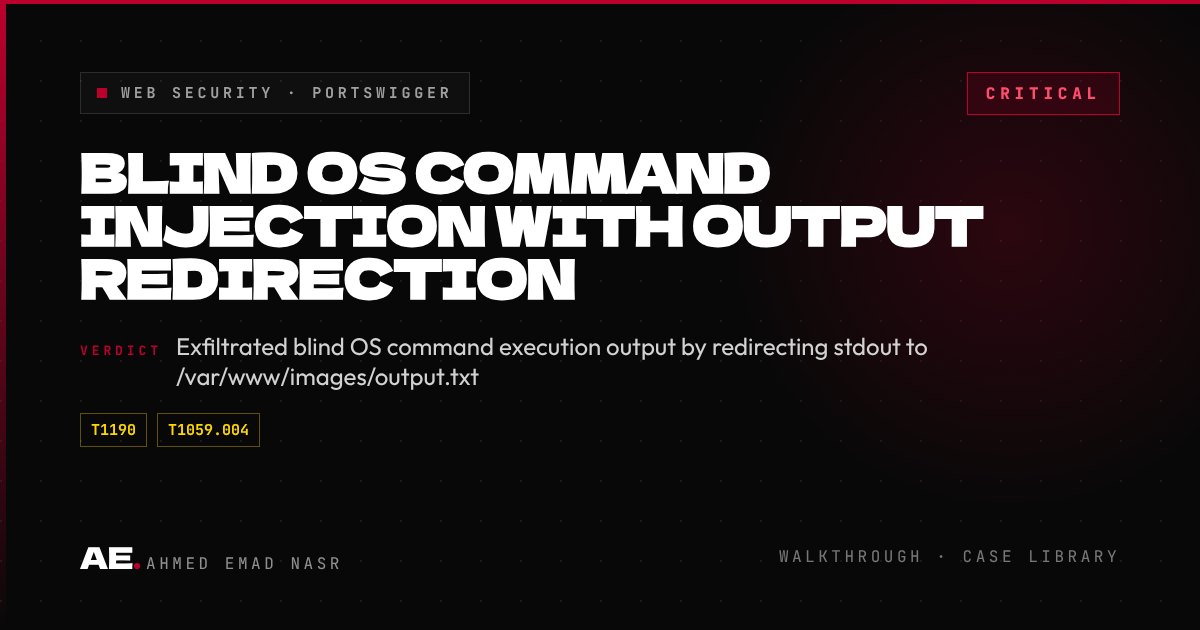 WEB SECURITY · PORTSWIGGER
CRITICAL
BLIND OS COMMAND
INJECTION WITH OUTPUT
REDIRECTION
VERDICT Exfiltrated blind OS command execution output by redirecting stdout to
/var/www/images/output.txt
T1190 T1059.004
AE. AHMED EMAD NASR
WALKTHROUGH · CASE LIBRARY